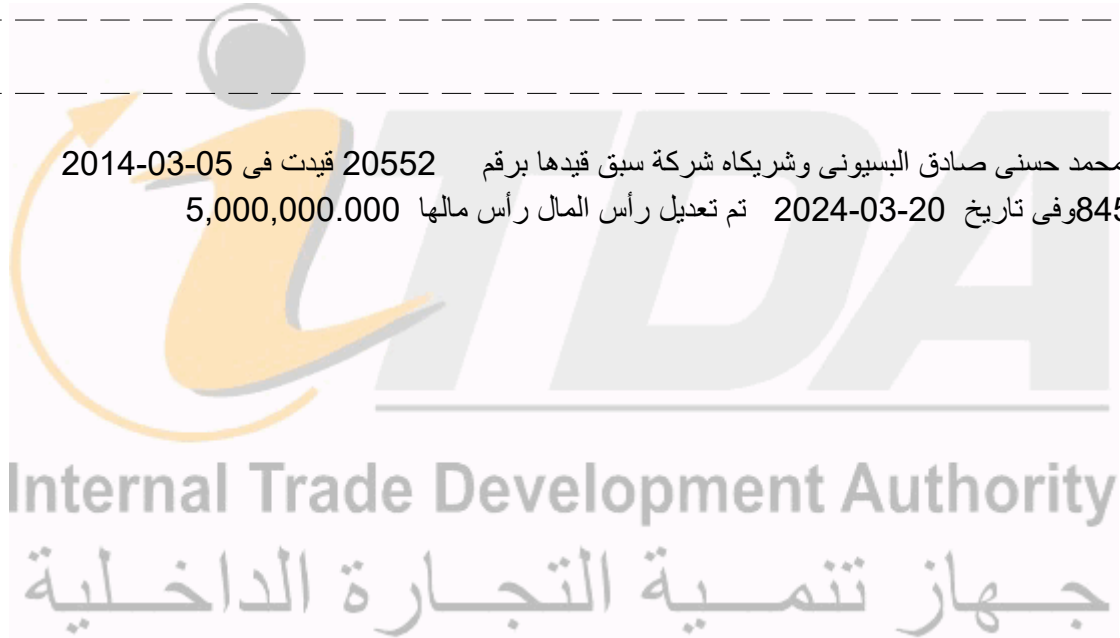 محمد حسنى صادق البسيونى وشريكاه شركة سبق قيدها برقم 20552 قيدت فى 05-03-2014
845وفى تاريخ 20-03-2024 تم تعديل رأس المال رأس مالها 5,000,000.000
iTDA
Internal Trade Development Authority
جهاز تنمية التجارة الداخلية